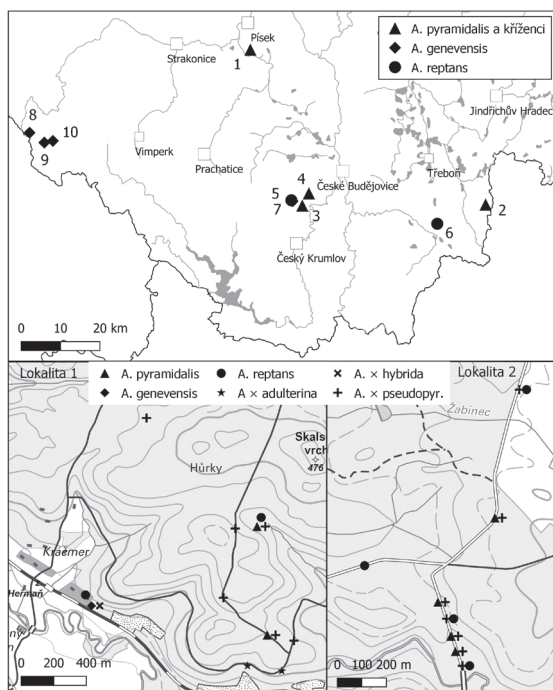 A. pyramidalis a kříženci
A. genevensis
A. reptans
Písek
1
Strakonice
Jindřichův Hradec
8
10
9
Vimperk
Prachatice
Třeboň
České Budějovice
4
5
7
3
2
6
Český Krumlov
0 10 20 km
Lokalita 1
A. pyramidalis
A. reptans
A. × hybrida
A. genevensis
A × adulterina
A. × pseudopyr.
Lokalita 2
Žabinec
Skals
vrch
476
Hůrky
Kraemer
Heřmaň
0 200 400 m
0 100 200 m